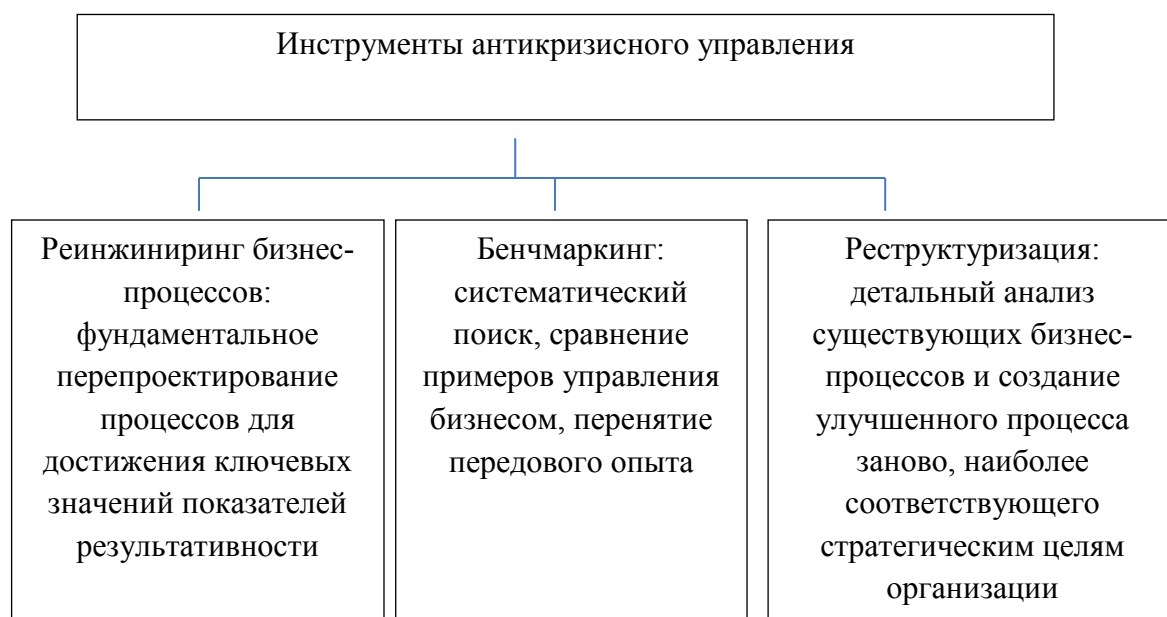 Инструменты антикризисного управления
Реинжиниринг бизнес-
процессов:
фундаментальное
перепроектирование
процессов для
достижения ключевых
значений показателей
результативности
Бенчмаркинг:
систематический
поиск, сравнение
примеров управления
бизнесом, перенятие
передового опыта
Реструктуризация:
детальный анализ
существующих бизнес-
процессов и создание
улучшенного процесса
заново, наиболее
соответствующего
стратегическим целям
организации